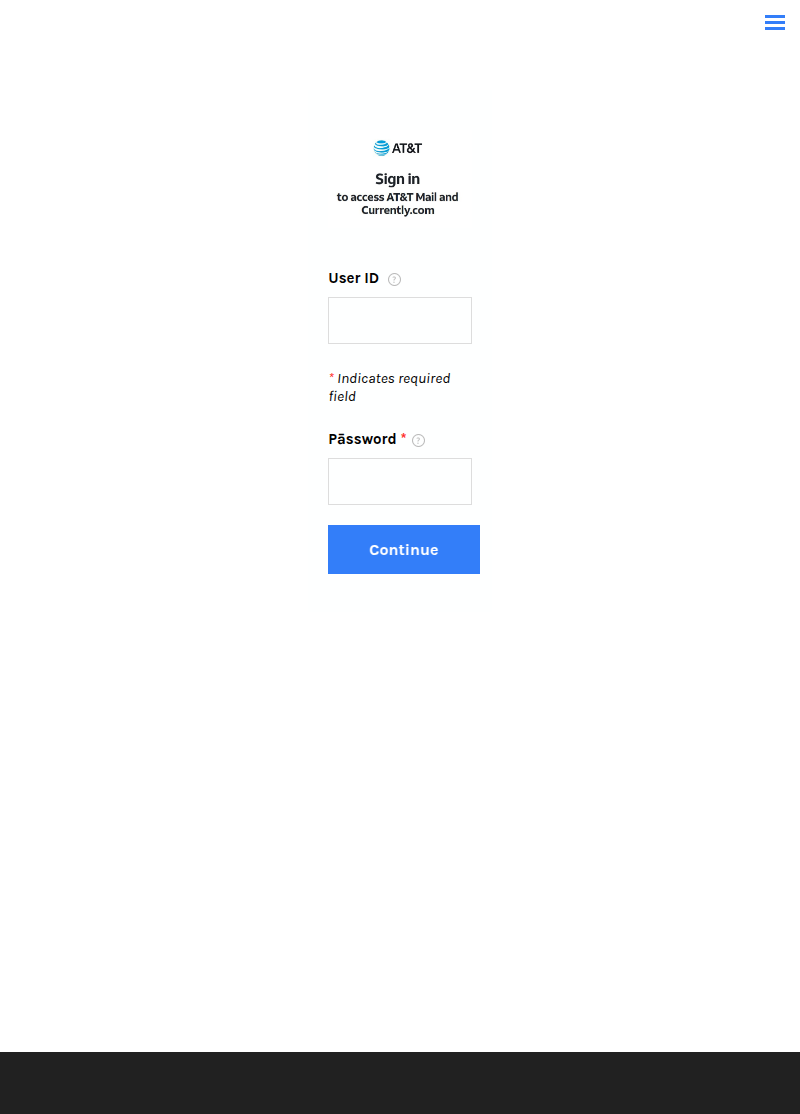 AT&T
Sign in
to access AT&T Mail and
Currently.com
User ID ?
* Indicates required
field
Pāssword * ?
Continue